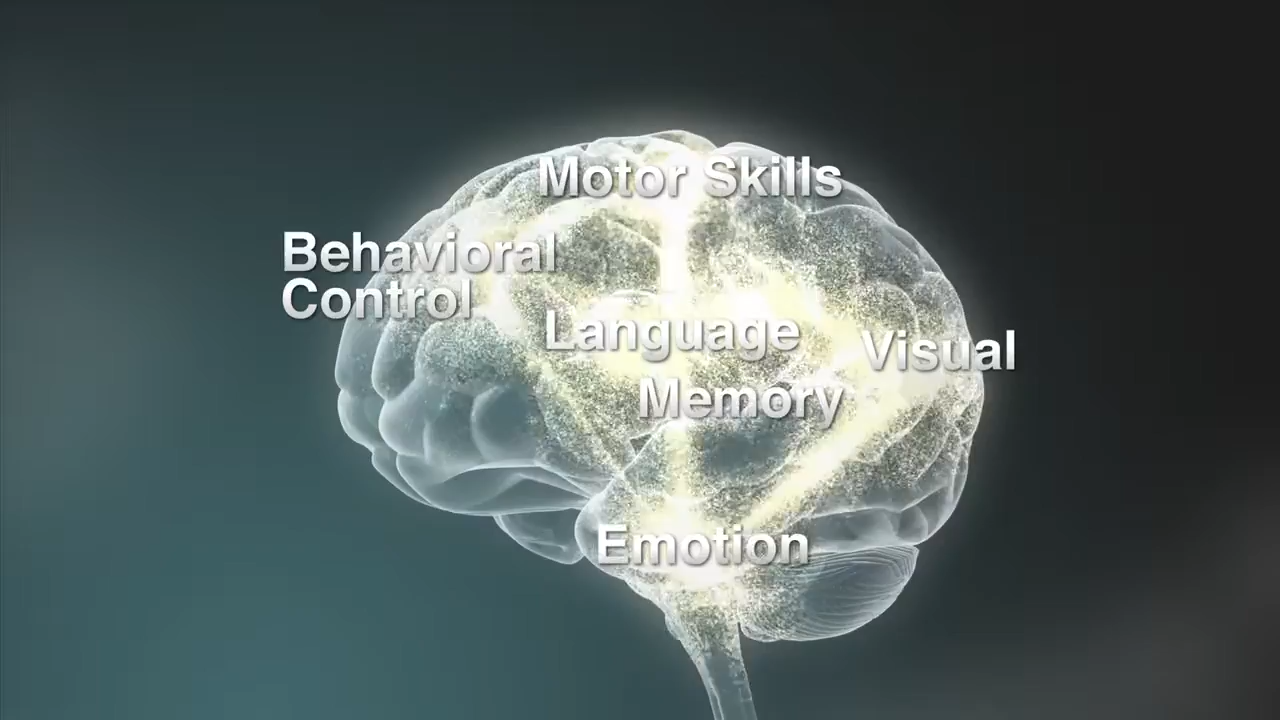 Motor Skills
Behavioral
Control
Language
Visual
Memory
Emotion